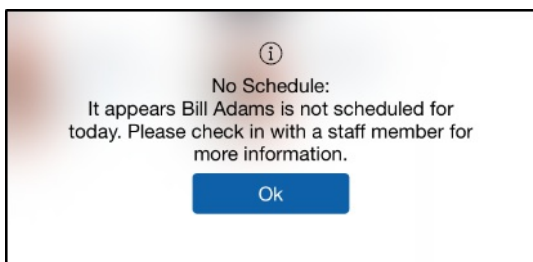 No Schedule:
It appears Bill Adams is not scheduled for
today. Please check in with a staff member for
more information.
Ok